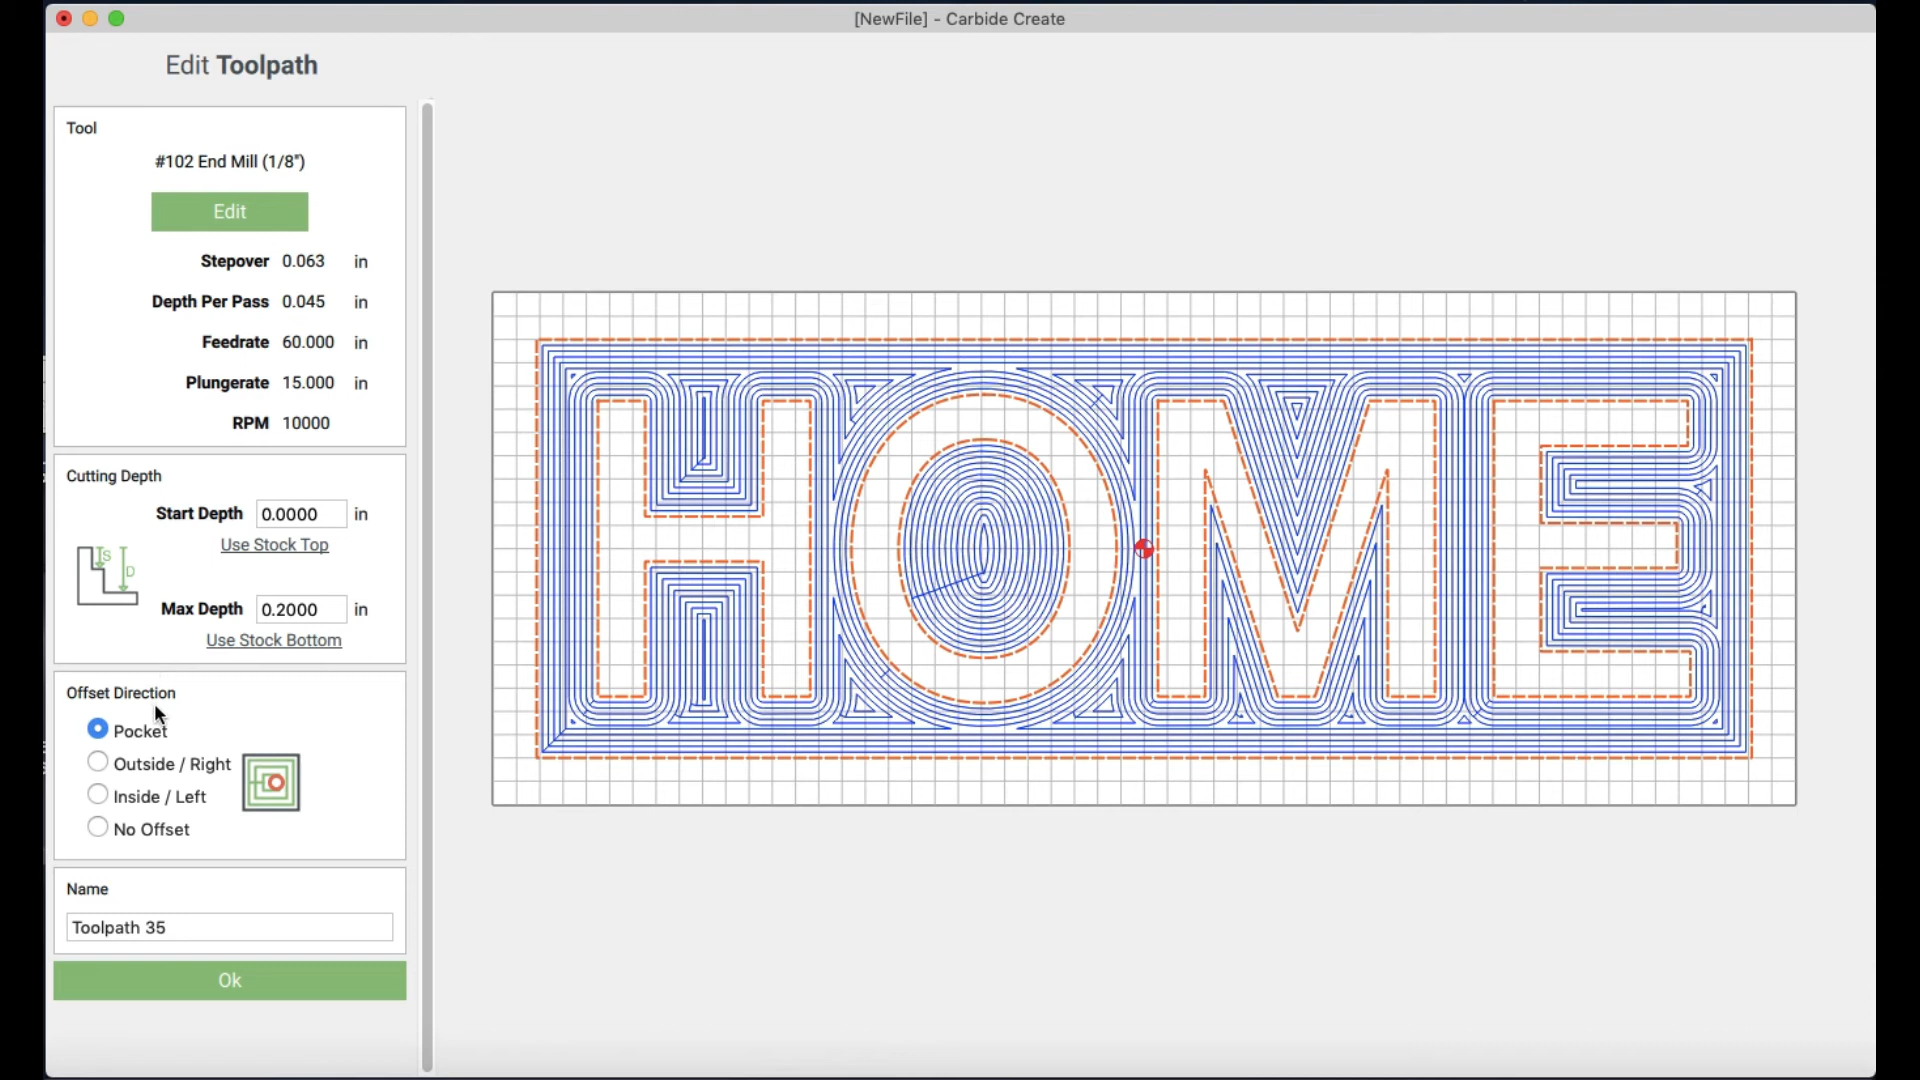 [NewFile] - Carbide Create
Edit Toolpath
Tool
#102 End Mill (1/8")
Edit
Stepover 0.063 in
Depth Per Pass 0.045 in
Feedrate 60.000 in
Plungerate 15.000 in
RPM 10000
Cutting Depth
Start Depth 0.0000 in
Use Stock Top
S
D
Max Depth 0.2000 in
Use Stock Bottom
Offset Direction
Pocket
Outside / Right
Inside / Left
No Offset
Name
Toolpath 35
Ok
HOME